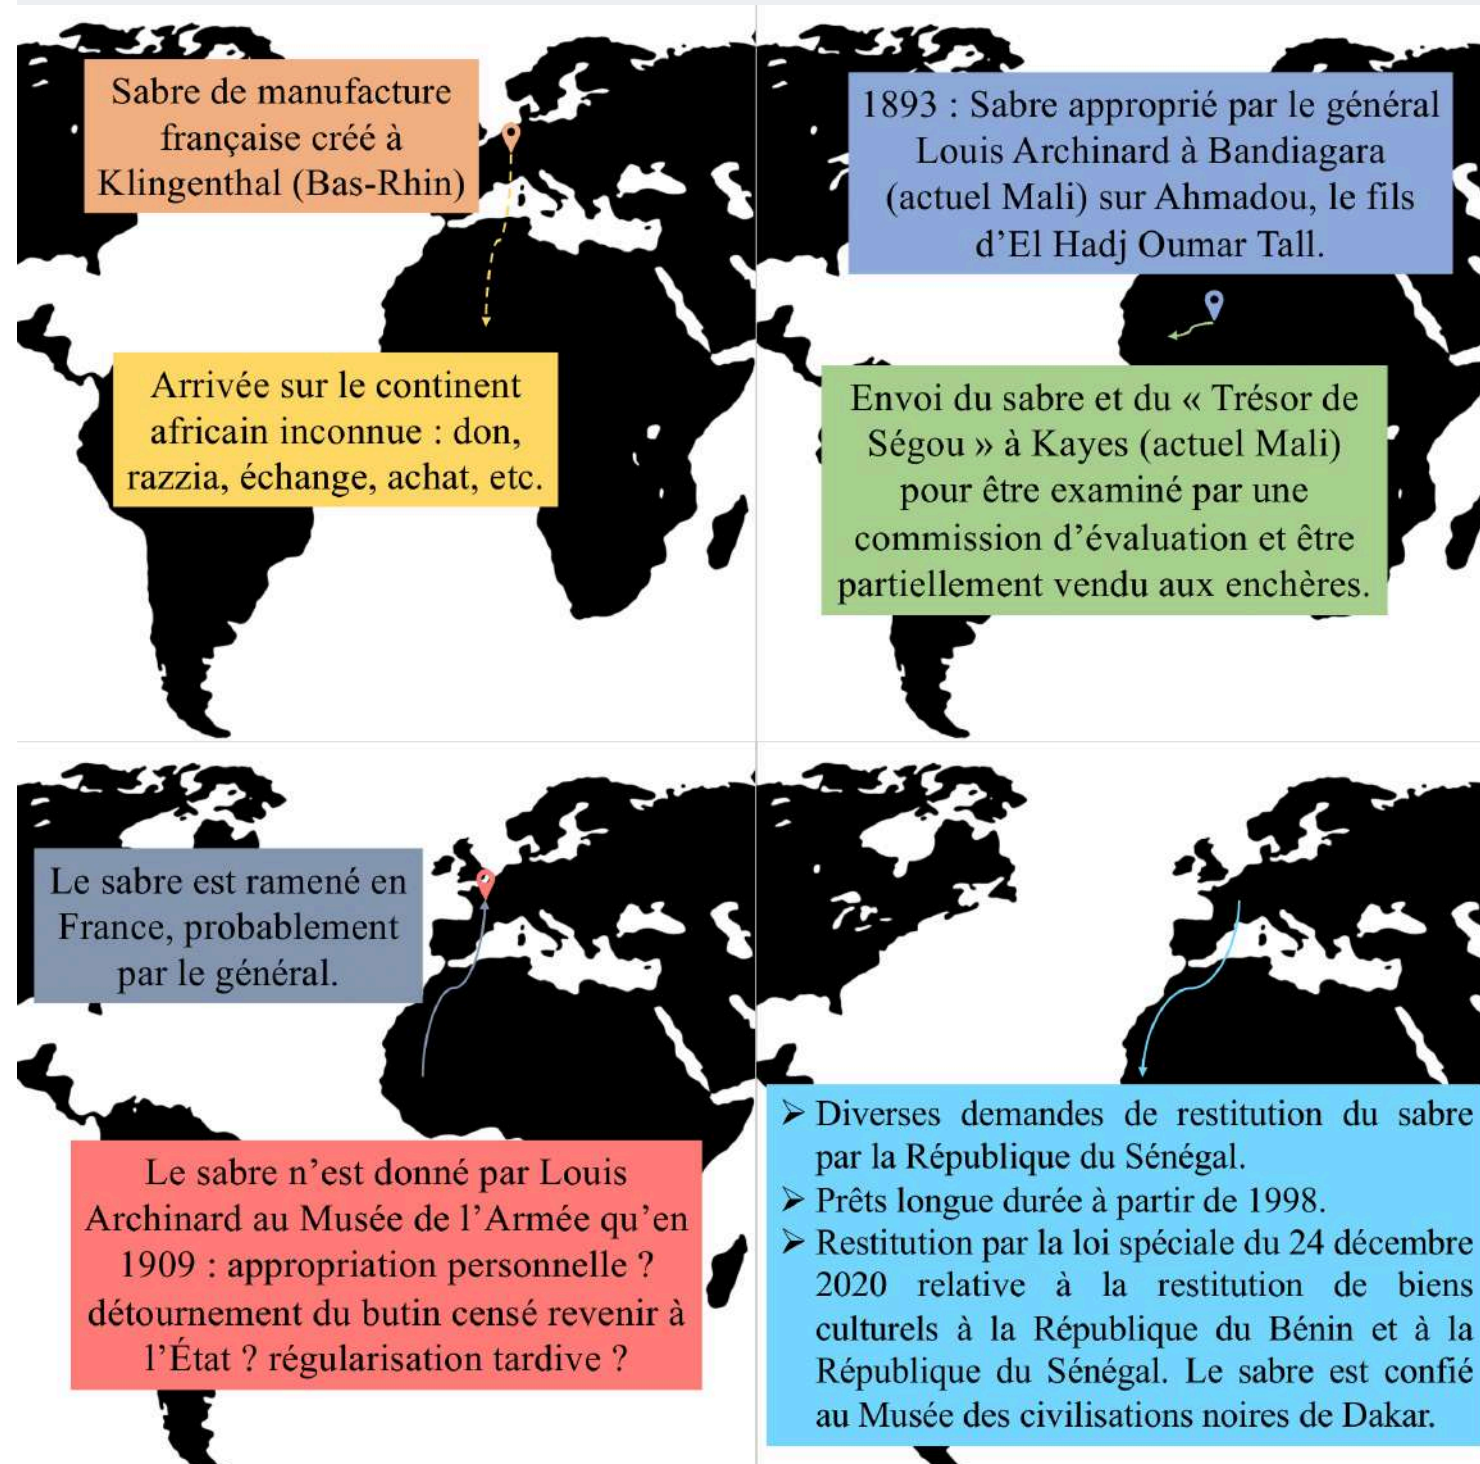 Sabre de manufacture
française créé à
Klingenthal (Bas-Rhin)
Arrivée sur le continent
africain inconnue : don,
razzia, échange, achat, etc.
1893 : Sabre approprié par le général
Louis Archinard à Bandiagara
(actuel Mali) sur Ahmadou, le fils
d’El Hadj Oumar Tall.
Envoi du sabre et du « Trésor de
Ségou » à Kayes (actuel Mali)
pour être examiné par une
commission d’évaluation et être
partiellement vendu aux enchères.
Le sabre est ramené en
France, probablement
par le général.
Le sabre n’est donné par Louis
Archinard au Musée de l’Armée qu’en
1909 : appropriation personnelle ?
détournement du butin censé revenir à
l’État ? régularisation tardive ?
➢ Diverses demandes de restitution du sabre
par la République du Sénégal.
➢ Prêts longue durée à partir de 1998.
➢ Restitution par la loi spéciale du 24 décembre
2020 relative à la restitution de biens
culturels à la République du Bénin et à la
République du Sénégal. Le sabre est confié
au Musée des civilisations noires de Dakar.